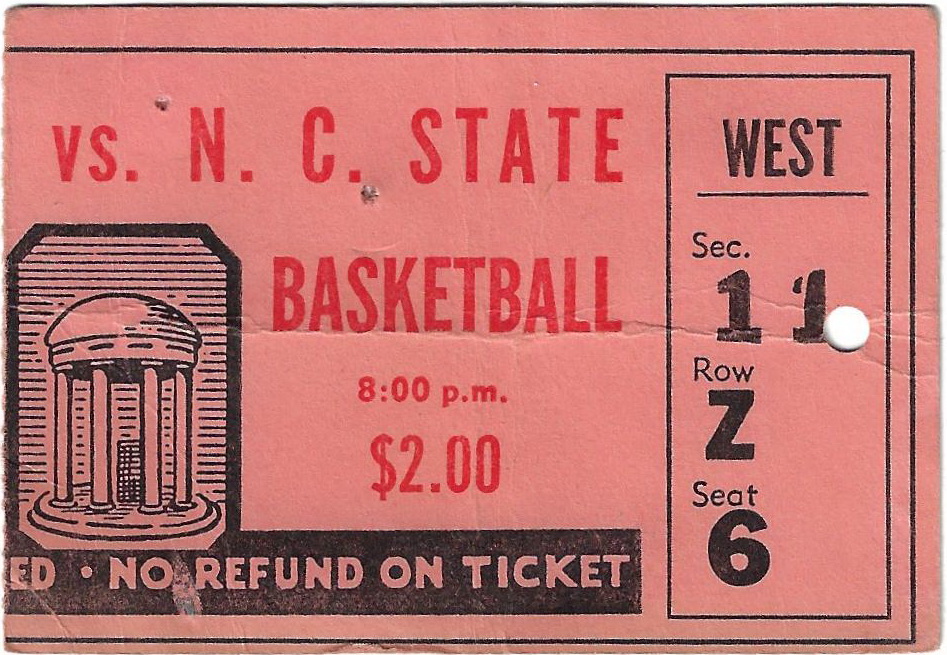 VS. N. C. STATE
BASKETBALL
8:00 p.m.
$2.00
ED • NO REFUND ON TICKET
WEST
Sec.
11
Row
Z
Seat
6